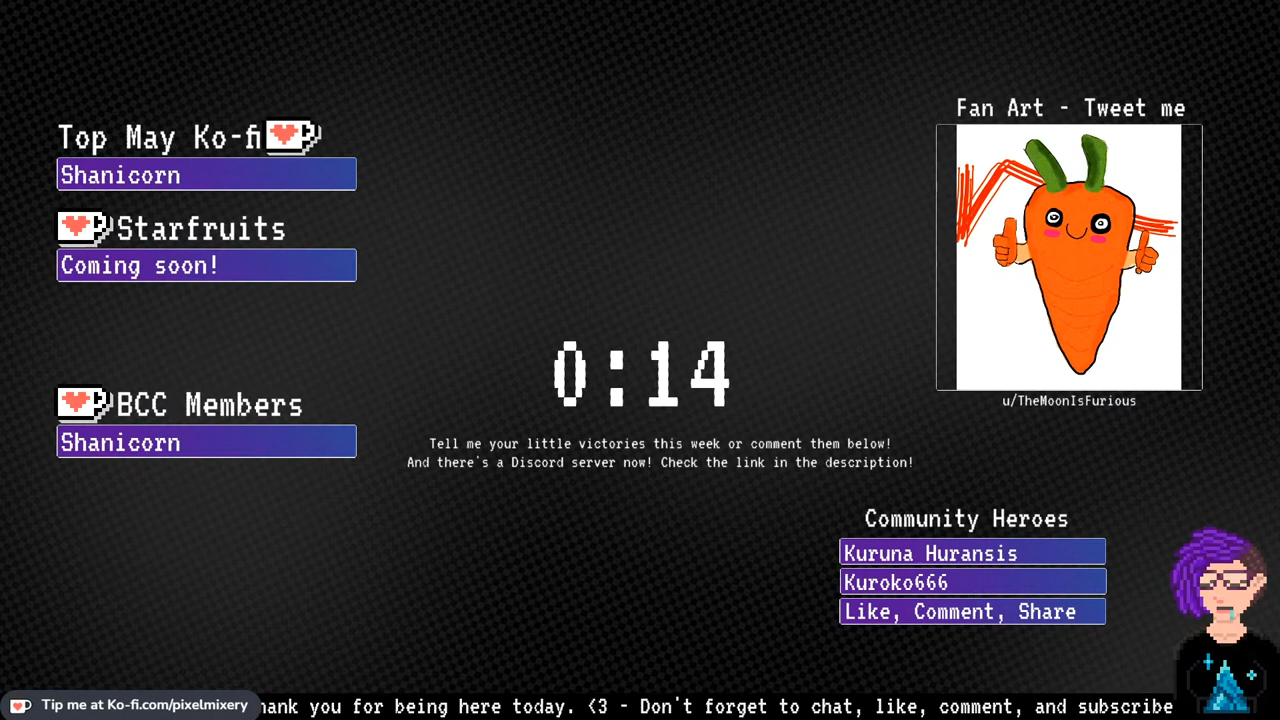 Top May Ko-fi
Shanicorn
Starfruits
Coming soon!
BCC Members
Shanicorn
0:14
Tell me your little victories this week or comment them below!
And there's a Discord server now! Check the link in the description!
Fan Art - Tweet me
u/TheMoonIsFurious
Community Heroes
Kuruna Huransis
Kuroko666
Like, Comment, Share
Tip me at Ko-fi.com/pixelmixery
hank you for being here today. <3 - Don't forget to chat, like, comment, and subscribe